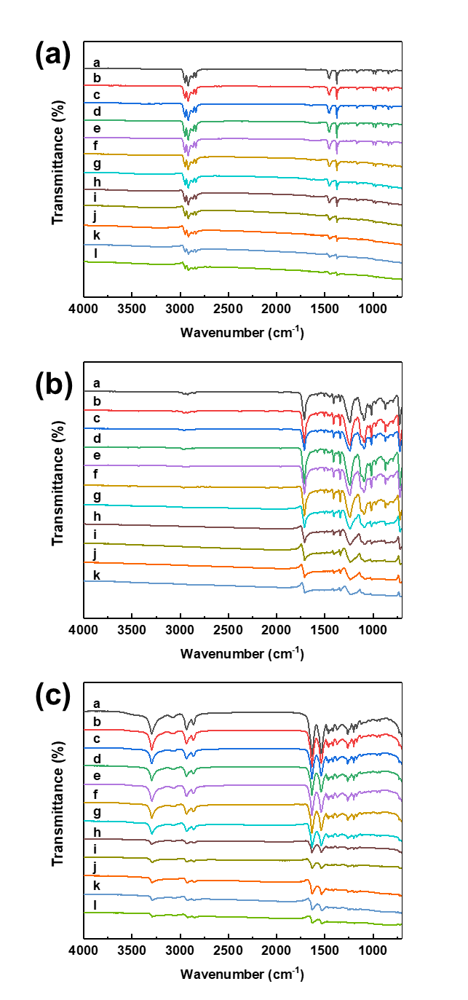 (a)
a
b
c
d
e
f
g
h
i
j
k
l
Transmittance (%)
4000 3500 3000 2500 2000 1500 1000
Wavenumber (cm⁻¹)
(b)
a
b
c
d
e
f
g
h
i
j
k
Transmittance (%)
4000 3500 3000 2500 2000 1500 1000
Wavenumber (cm⁻¹)
(c)
a
b
c
d
e
f
g
h
i
j
k
l
Transmittance (%)
4000 3500 3000 2500 2000 1500 1000
Wavenumber (cm⁻¹)